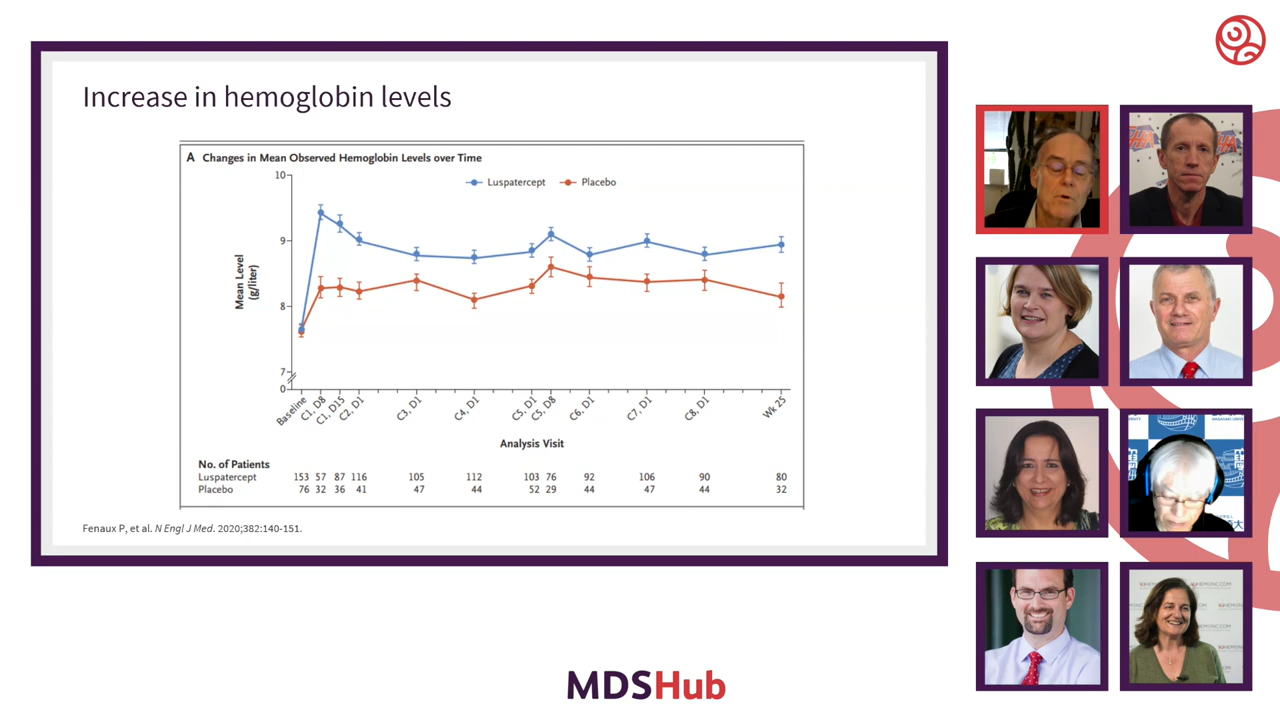 Increase in hemoglobin levels
A Changes in Mean Observed Hemoglobin Levels over Time
Luspatercept Placebo
Mean Level
(g/liter)
10
9
8
7
0
Baseline
C1, D8
C1, D15
C2, D1
C3, D1
C4, D1
C5, D1
C5, D8
C6, D1
C7, D1
C8, D1
Wk 25
Analysis Visit
No. of Patients
Luspatercept 153 57 87 116 105 112 103 76 92 106 90 80
Placebo 76 32 36 41 47 44 52 29 44 47 44 32
Fenaux P, et al. N Engl J Med. 2020;382:140-151.
MDSHub